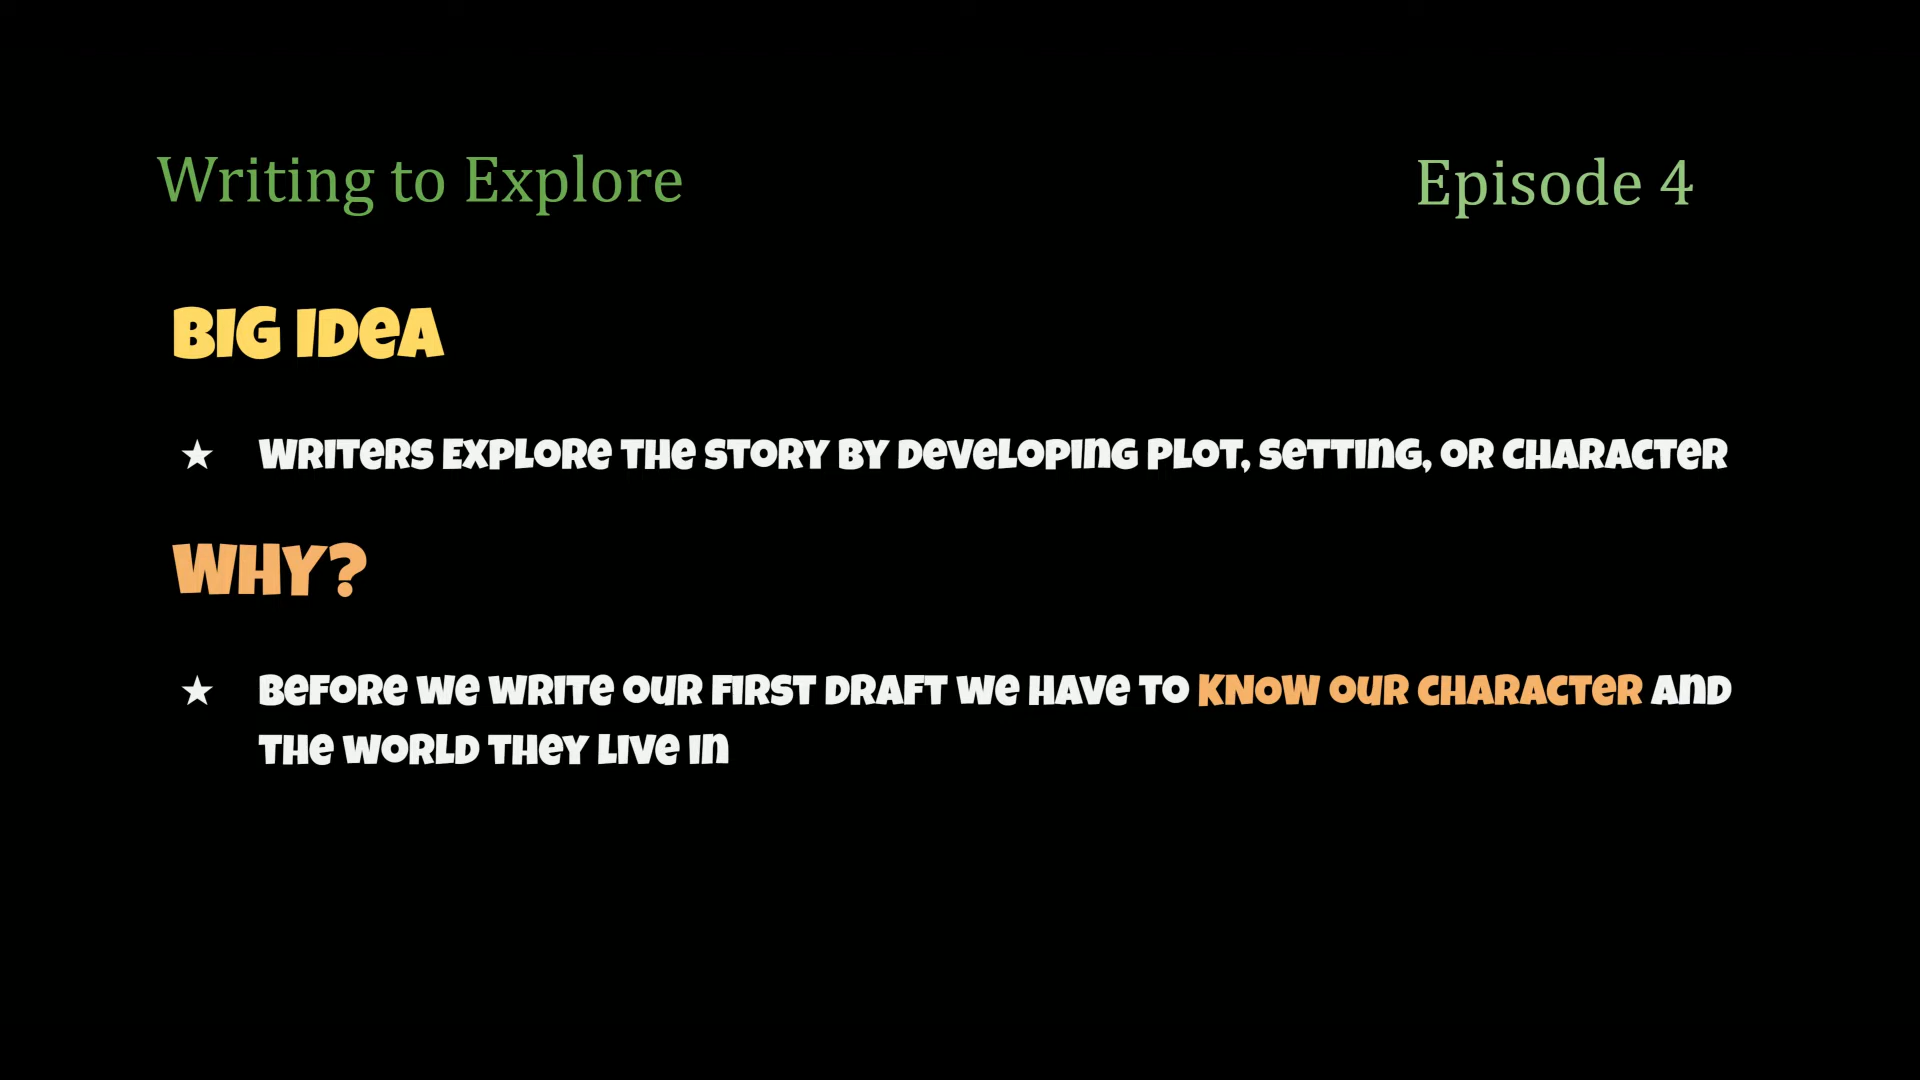 Writing to Explore
Episode 4
BIG IDEA
★ WRITERS EXPLORE THE STORY BY DEVELOPING PLOT, SETTING, OR CHARACTER
WHY?
★ BEFORE WE WRITE OUR FIRST DRAFT WE HAVE TO KNOW OUR CHARACTER AND
THE WORLD THEY LIVE IN